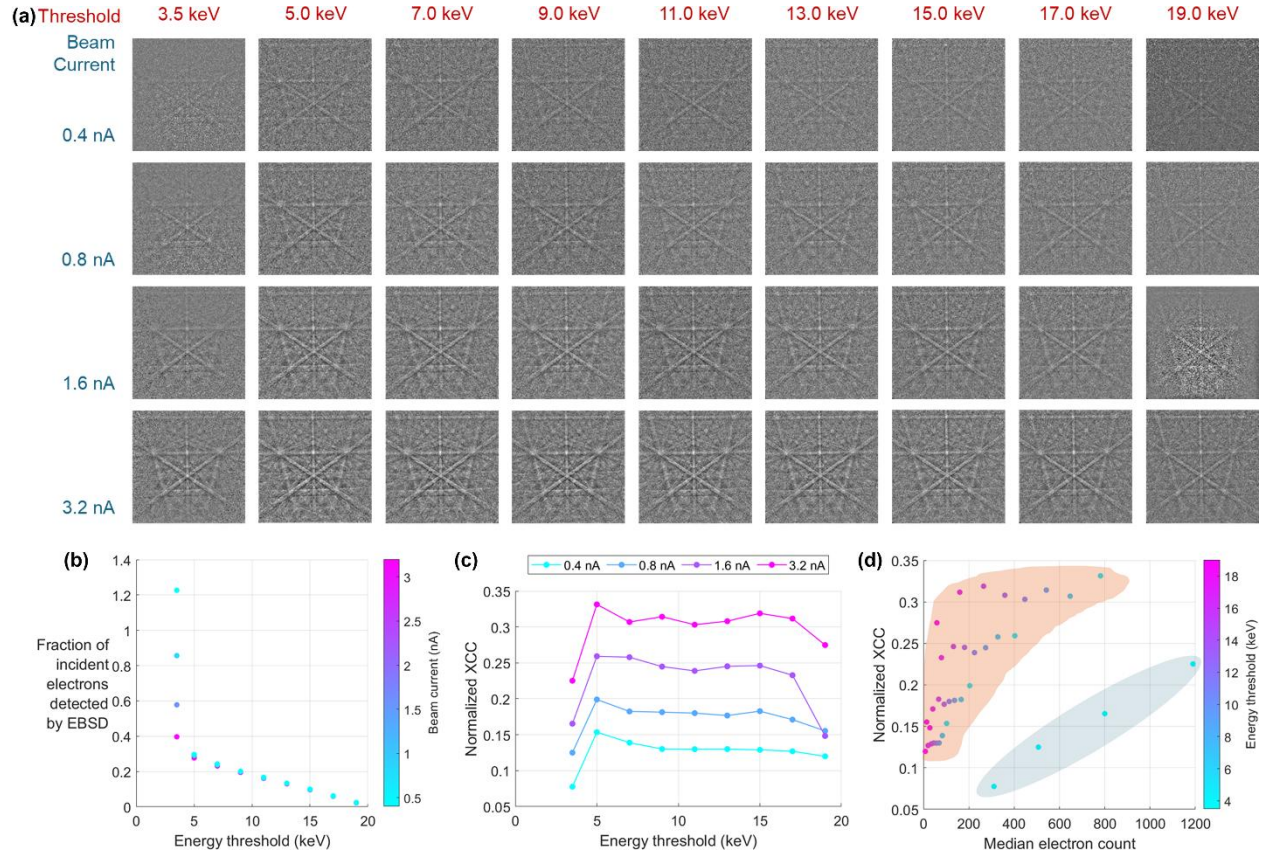 (a) Threshold 3.5 keV 5.0 keV 7.0 keV 9.0 keV 11.0 keV 13.0 keV 15.0 keV 17.0 keV 19.0 keV
Beam
Current
0.4 nA
0.8 nA
1.6 nA
3.2 nA
(b)
Fraction of
incident
electrons
detected
by EBSD
1.4
1.2
1.0
0.8
0.6
0.4
0.2
0
0 5 10 15 20
Energy threshold (keV)
3
2.5
2
1.5
1
0.5
Beam current (nA)
(c)
0.4 nA 0.8 nA 1.6 nA 3.2 nA
Normalized XCC
0.35
0.3
0.25
0.20
0.15
0.1
0.05
0 5 10 15 20
Energy threshold (keV)
(d)
Normalized XCC
0.35
0.3
0.25
0.20
0.15
0.1
0.05
0 200 400 600 800 1000 1200
Median electron count
18
16
14
12
10
8
6
4
Energy threshold (keV)